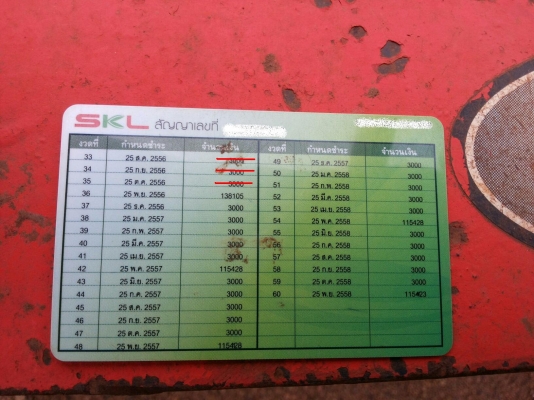 SKL สัญญาเลขที่
งวดที่ กำหนดชำระ จำนวนเงิน
33 25 ส.ค. 2556
34 25 ก.ย. 2556 3000
35 25 ต.ค. 2556 3000
36 25 พ.ย. 2556 138105
37 25 ธ.ค. 2556 3000
38 25 ม.ค. 2557 3000
39 25 ก.พ. 2557 3000
40 25 มี.ค. 2557 3000
41 25 เม.ย. 2557 3000
42 25 พ.ค. 2557 115428
43 25 มิ.ย. 2557 3000
44 25 ก.ค. 2557 3000
45 25 ส.ค. 2557 3000
46 25 ก.ย. 2557 3000
47 25 ต.ค. 2557 3000
48 25 พ.ย. 2557 115428
งวดที่ กำหนดชำระ จำนวนเงิน
49 25 ธ.ค. 2557 3000
50 25 ม.ค. 2558 3000
51 25 ก.พ. 2558 3000
52 25 มี.ค. 2558 3000
53 25 เม.ย. 2558 3000
54 25 พ.ค. 2558 115428
55 25 มิ.ย. 2558 3000
56 25 ก.ค. 2558 3000
57 25 ส.ค. 2558 3000
58 25 ก.ย. 2558 3000
59 25 ต.ค. 2558 3000
60 25 พ.ย. 2558 115423